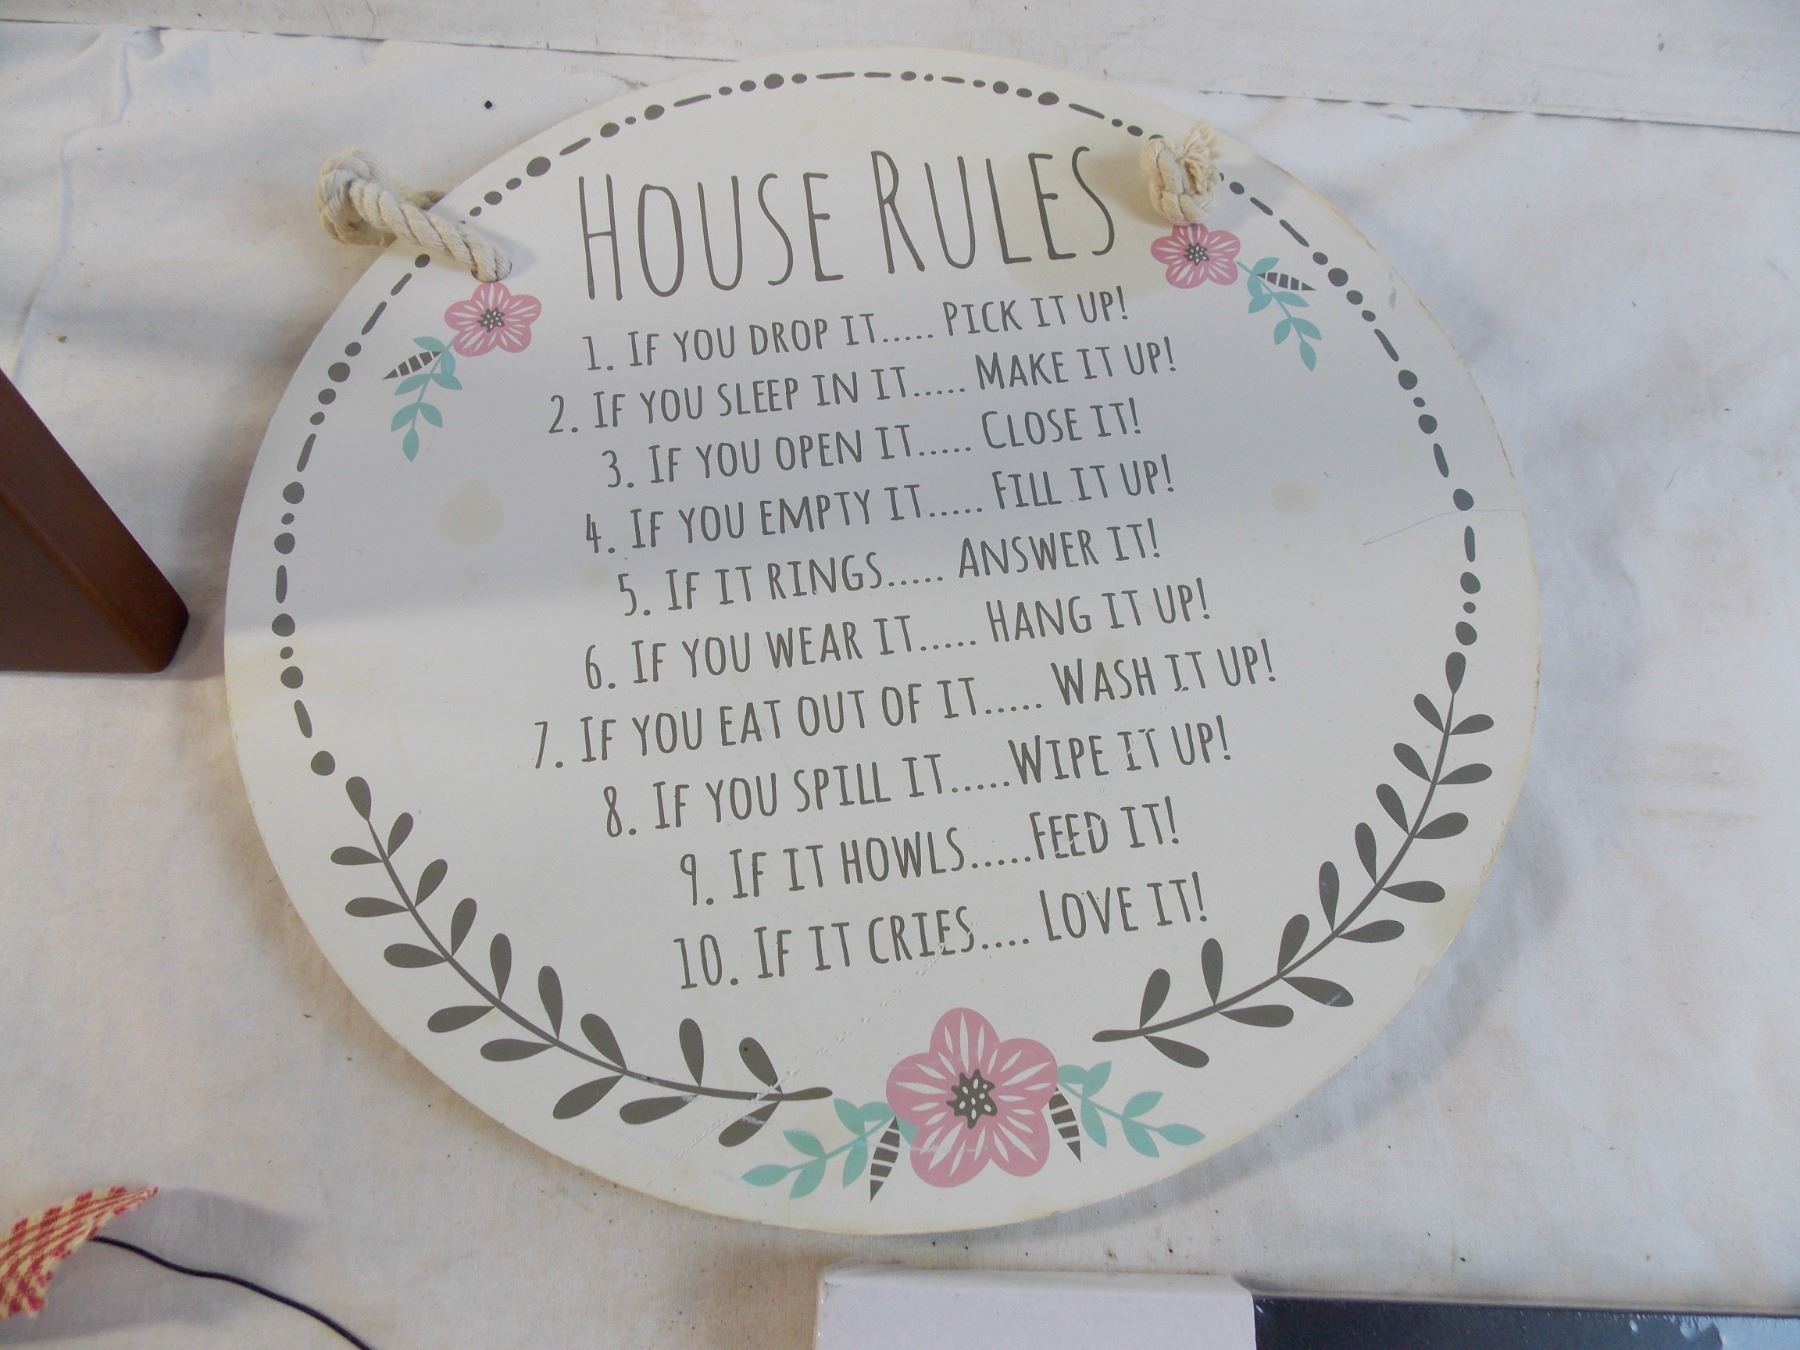 House Rules
1. If you drop it..... Pick it up!
2. If you sleep in it..... Make it up!
3. If you open it..... Close it!
4. If you empty it..... Fill it up!
5. If it rings..... Answer it!
6. If you wear it..... Hang it up!
7. If you eat out of it..... Wash it up!
8. If you spill it.....Wipe it up!
9. If it howls.....Feed it!
10. If it cries.... Love it!